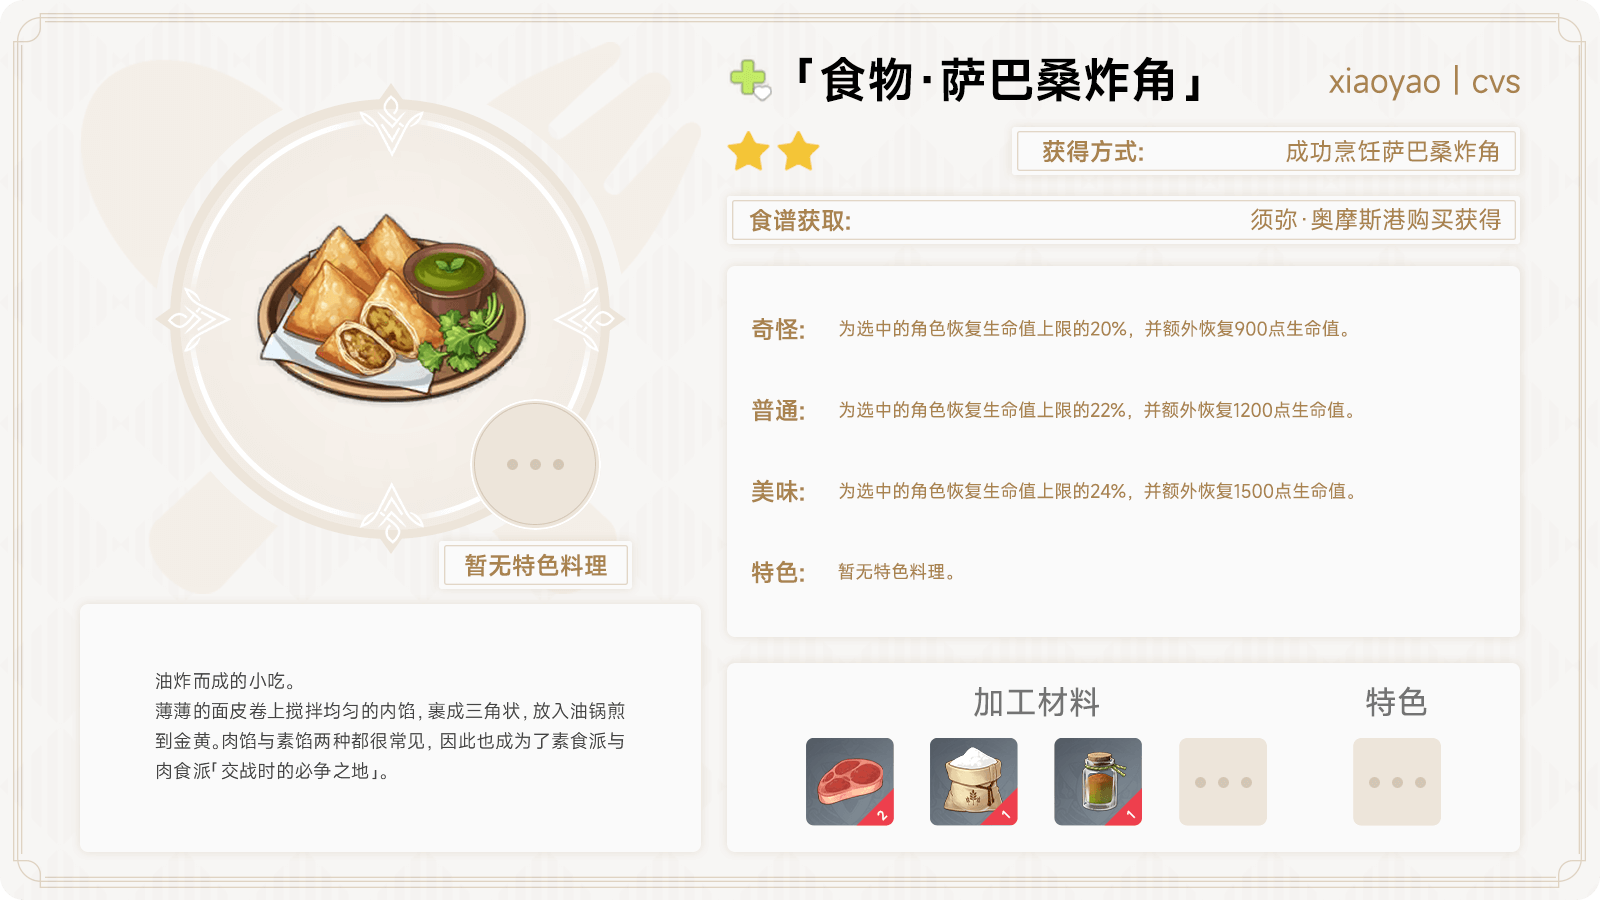 「食物·萨巴桑炸角」
xiaoyao | cvs
获得方式: 成功烹饪萨巴桑炸角
食谱获取: 须弥·奥摩斯港购买获得
奇怪: 为选中的角色恢复生命值上限的20%，并额外恢复900点生命值。
普通: 为选中的角色恢复生命值上限的22%，并额外恢复1200点生命值。
美味: 为选中的角色恢复生命值上限的24%，并额外恢复1500点生命值。
特色: 暂无特色料理。
暂无特色料理
油炸而成的小吃。
薄薄的面皮卷上搅拌均匀的内馅，裹成三角状，放入油锅煎
到金黄。肉馅与素馅两种都很常见，因此也成为了素食派与
肉食派「交战时的必争之地」。
加工材料
特色
2
1
1